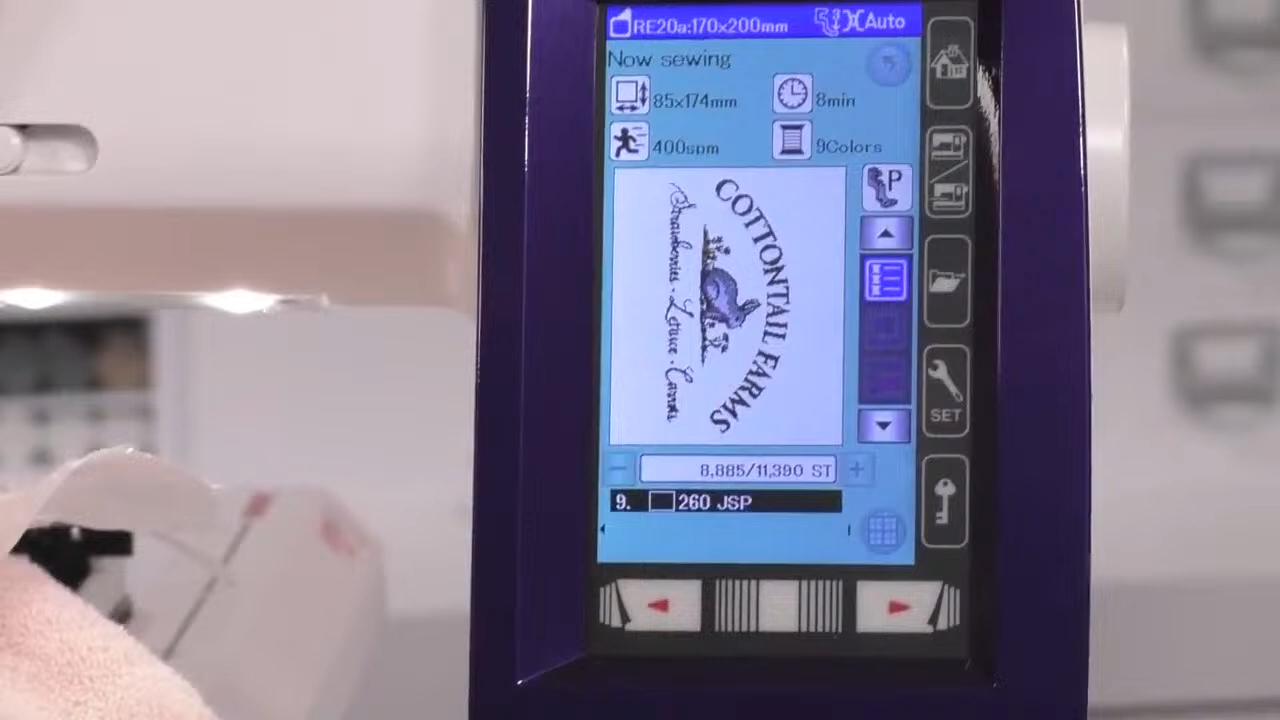 RE20a:170x200mm Auto
Now sewing
85x174mm 8min
400spm 9Colors
P
COTTONTAIL FARMS
Strawberries · Lettuce · Carrots
SET
8,885/11,390 ST
9. 260 JSP